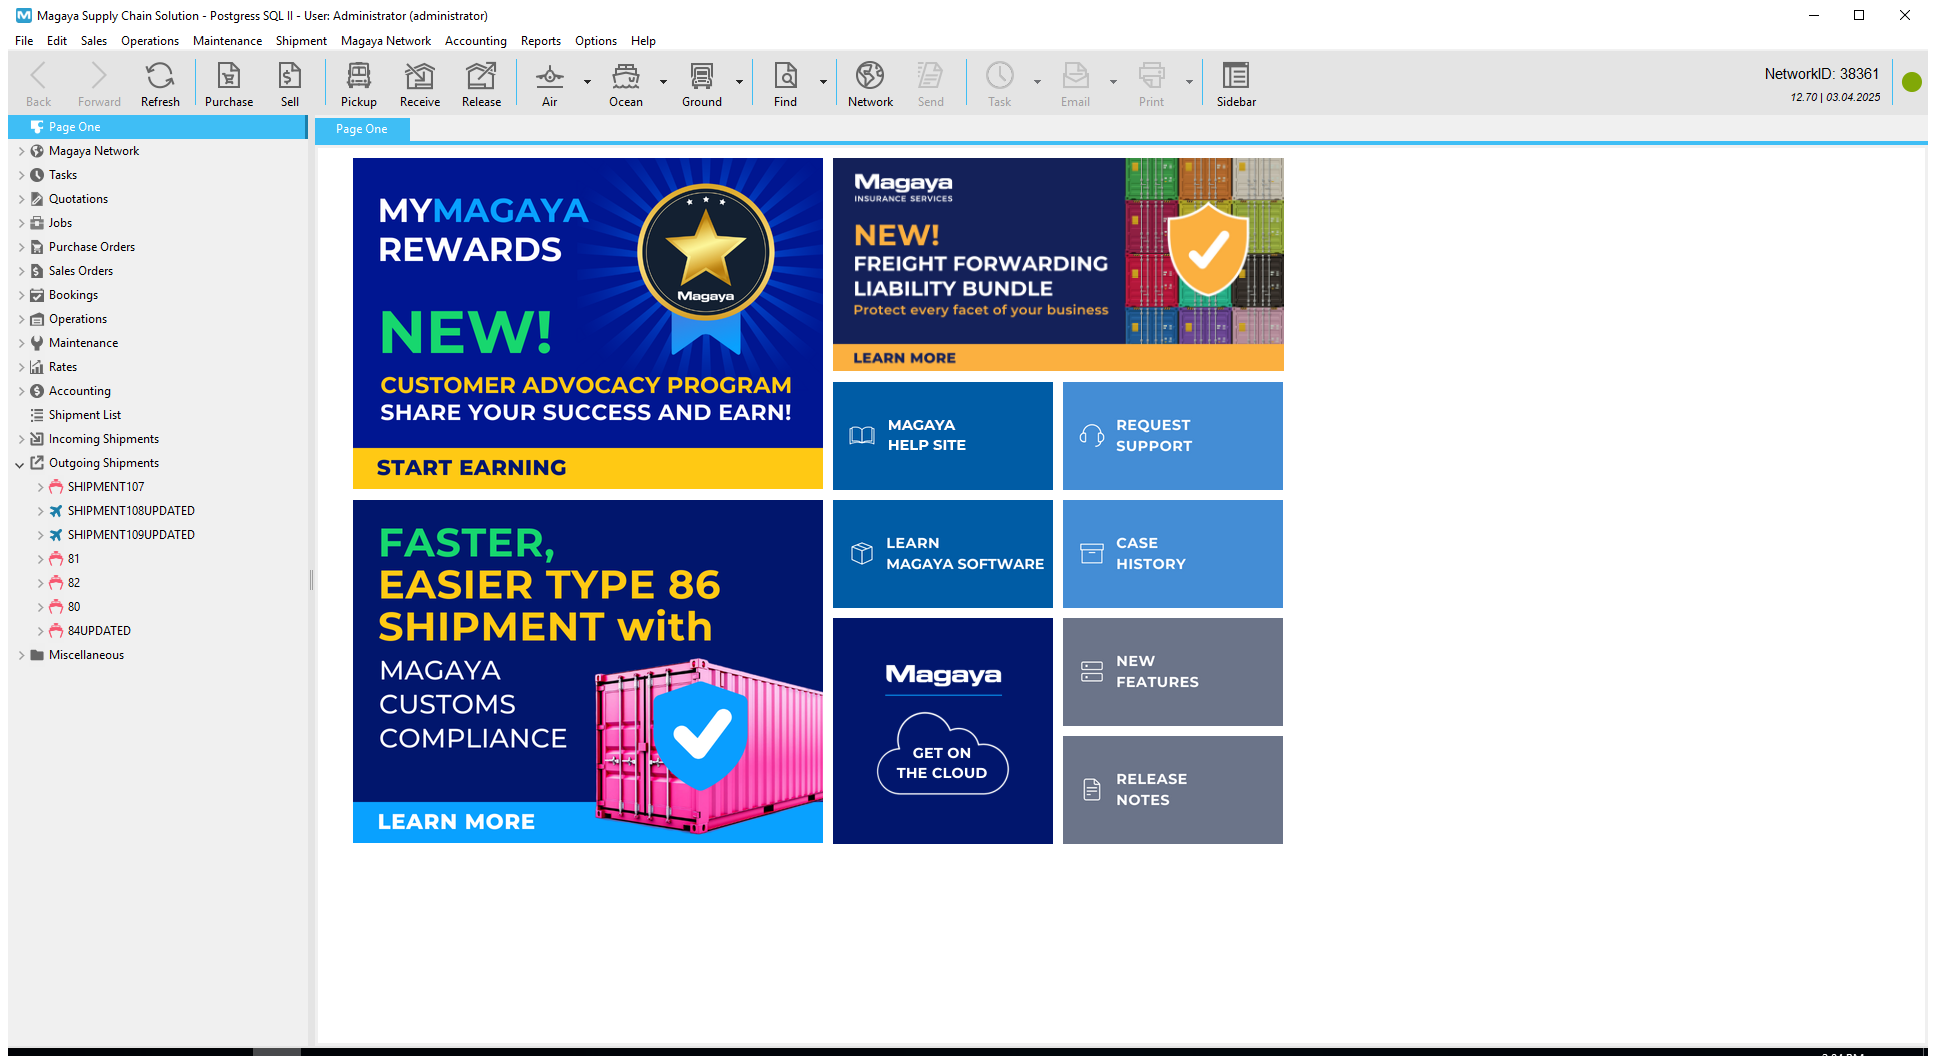 Magaya Supply Chain Solution - Postgress SQL II - User: Administrator (administrator)
File Edit Sales Operations Maintenance Shipment Magaya Network Accounting Reports Options Help
Back Forward Refresh Purchase Sell Pickup Receive Release Air Ocean Ground Find Network Send Task Email Print Sidebar
NetworkID: 38361
12.70 | 03.04.2025
Page One
Magaya Network
Tasks
Quotations
Jobs
Purchase Orders
Sales Orders
Bookings
Operations
Maintenance
Rates
Accounting
Shipment List
Incoming Shipments
Outgoing Shipments
SHIPMENT107
SHIPMENT108UPDATED
SHIPMENT109UPDATED
81
82
80
84UPDATED
Miscellaneous
Page One
MYMAGAYA
REWARDS
Magaya
NEW!
CUSTOMER ADVOCACY PROGRAM
SHARE YOUR SUCCESS AND EARN!
START EARNING
Magaya
INSURANCE SERVICES
NEW!
FREIGHT FORWARDING
LIABILITY BUNDLE
Protect every facet of your business
LEARN MORE
MAGAYA
HELP SITE
REQUEST
SUPPORT
FASTER,
EASIER TYPE 86
SHIPMENT with
MAGAYA
CUSTOMS
COMPLIANCE
LEARN MORE
LEARN
MAGAYA SOFTWARE
CASE
HISTORY
Magaya
GET ON
THE CLOUD
NEW
FEATURES
RELEASE
NOTES